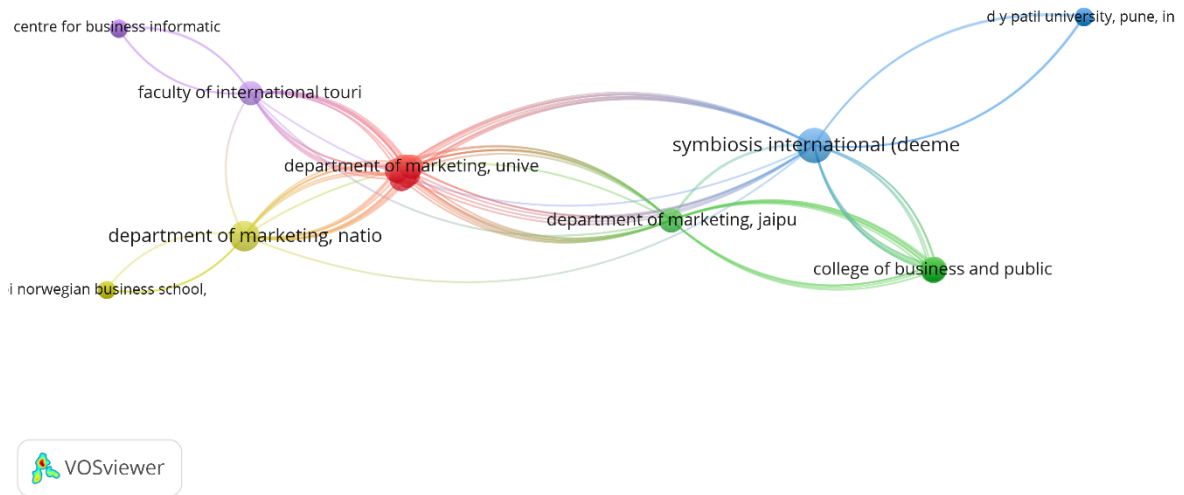 centre for business informatic
d y patil university, pune, in
faculty of international touri
symbiosis international (deeme
department of marketing, unive
department of marketing, jaipu
department of marketing, natio
college of business and public
i norwegian business school,
VOSviewer